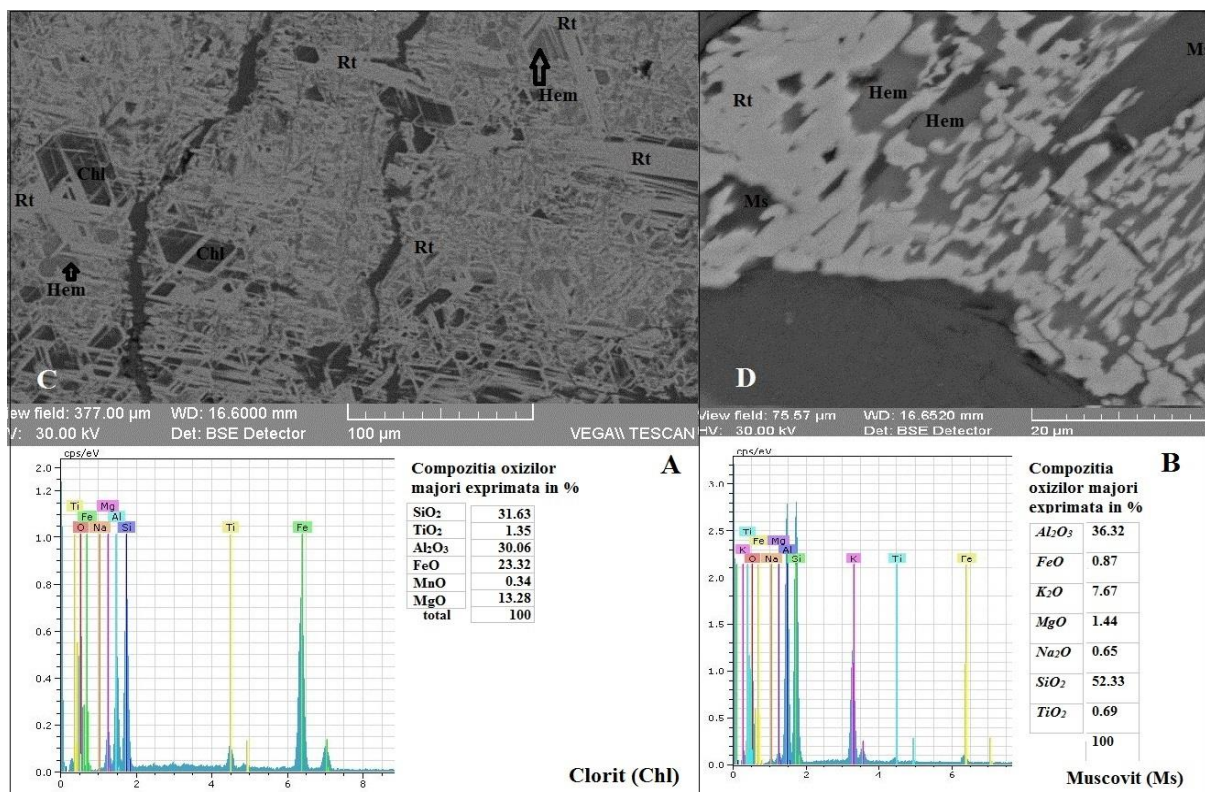 Rt
Hem
Rt
Rt
Chl
Rt
Chl
Rt
Hem
C
iew field: 377.00 µm WD: 16.6000 mm
V: 30.00 kV Det: BSE Detector 100 µm VEGA\\ TESCAN
Rt
Hem
Hem
Ms
Ms
D
View field: 75.57 µm WD: 16.6520 mm
HV: 30.00 kV Det: BSE Detector 20 µm
cps/eV
2.0
1.2
1.0
0.8
0.6
0.4
0.2
0.0
0 2 4 6 8
Ti Mg
Fe Al Ti Fe
O Na Si
A
Compozitia oxizilor
majori exprimata in %
SiO₂ 31.63
TiO₂ 1.35
Al₂O₃ 30.06
FeO 23.32
MnO 0.34
MgO 13.28
total 100
Clorit (Chl)
cps/eV
3.0
2.5
2.0
1.5
1.0
0.5
0.0
0 2 4 6
Ti
Fe Mg
K Al
O Na Si K Ti Fe
B
Compozitia
oxizilor majori
exprimata in %
Al₂O₃ 36.32
FeO 0.87
K₂O 7.67
MgO 1.44
Na₂O 0.65
SiO₂ 52.33
TiO₂ 0.69
100
Muscovit (Ms)